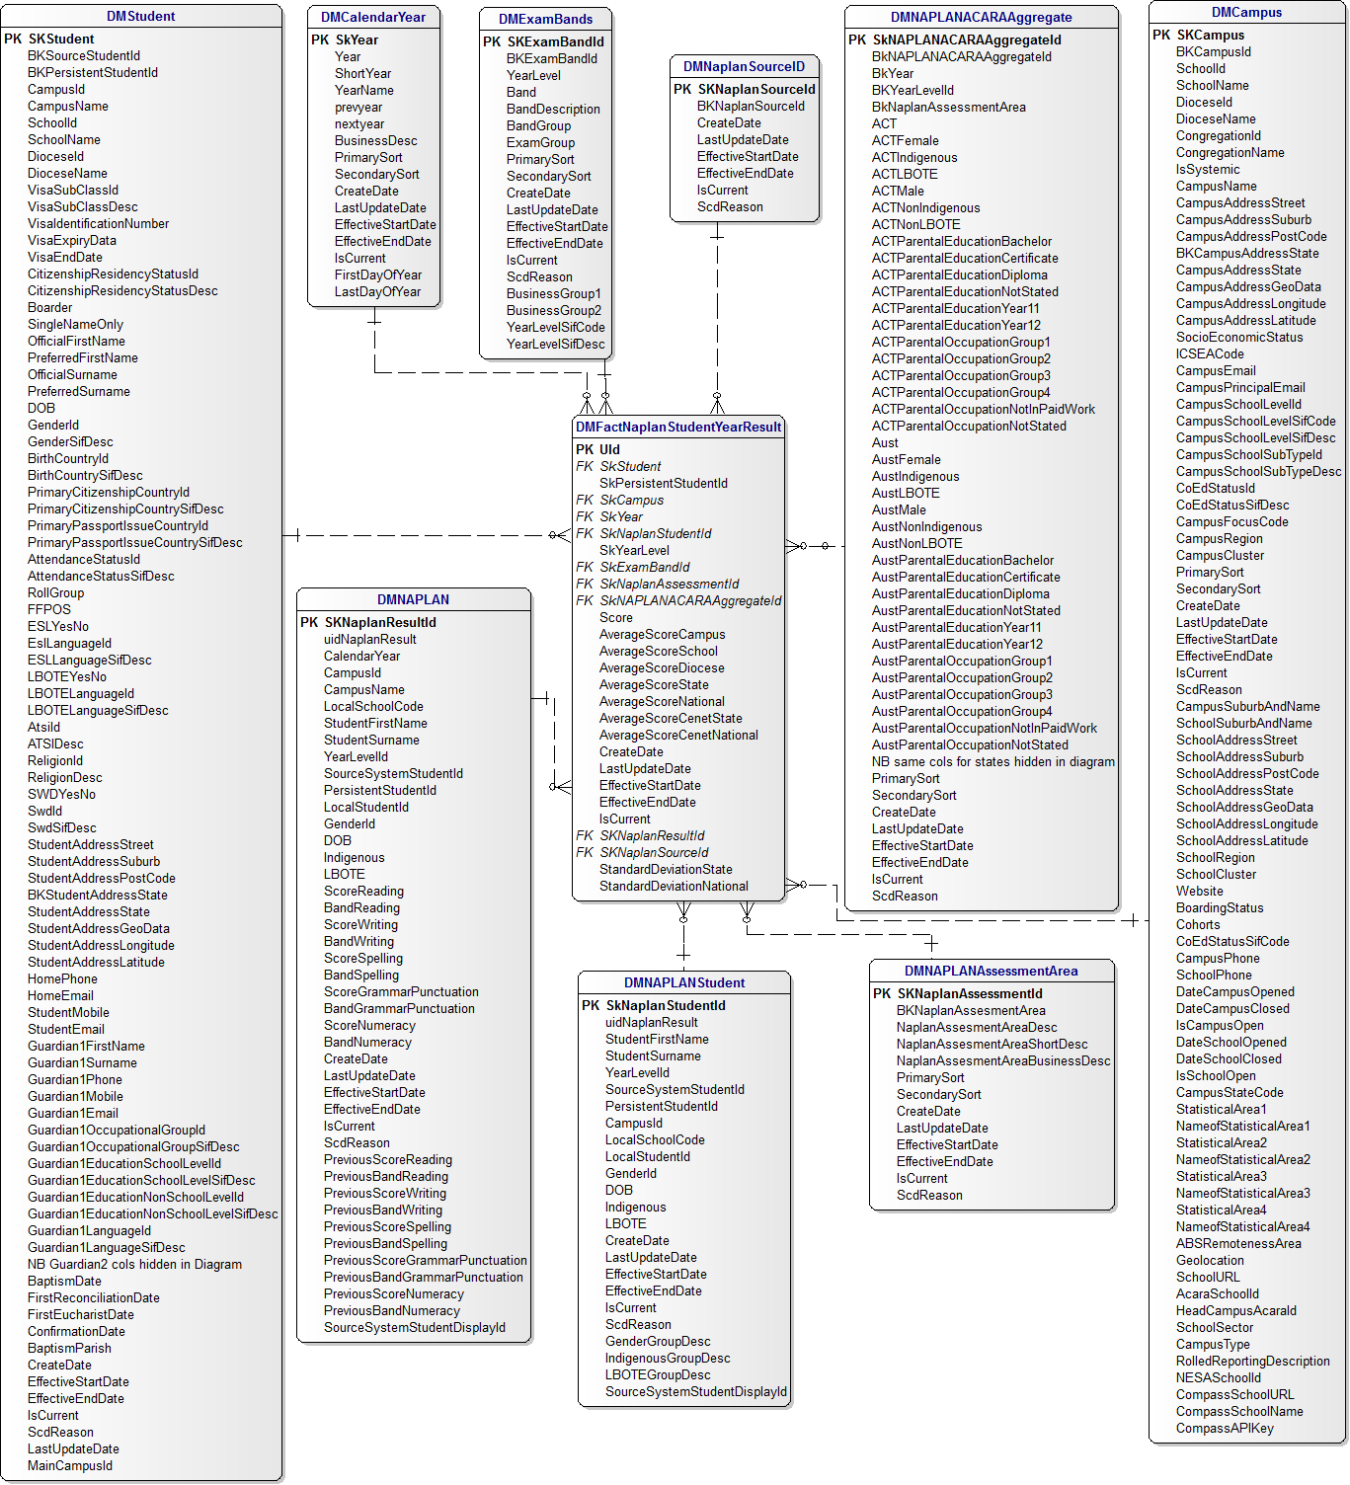 DMStudent
PK SKStudent
BKSourceStudentId
BKPersistentStudentId
CampusId
CampusName
SchoolId
SchoolName
DioceseId
DioceseName
VisaSubClassId
VisaSubClassDesc
VisaIdentificationNumber
VisaExpiryData
VisaEndDate
CitizenshipResidencyStatusId
CitizenshipResidencyStatusDesc
Boarder
SingleNameOnly
OfficialFirstName
PreferredFirstName
OfficialSurname
PreferredSurname
DOB
GenderId
GenderSifDesc
BirthCountryId
BirthCountrySifDesc
PrimaryCitizenshipCountryId
PrimaryCitizenshipCountrySifDesc
PrimaryPassportIssueCountryId
PrimaryPassportIssueCountrySifDesc
AttendanceStatusId
AttendanceStatusSifDesc
RollGroup
FFPOS
ESLYesNo
EslLanguageId
ESLLanguageSifDesc
LBOTEYesNo
LBOTELanguageId
LBOTELanguageSifDesc
AtsiId
ATSIDesc
ReligionId
ReligionDesc
SWDYesNo
SwdId
SwdSifDesc
StudentAddressStreet
StudentAddressSuburb
StudentAddressPostCode
BKStudentAddressState
StudentAddressState
StudentAddressGeoData
StudentAddressLongitude
StudentAddressLatitude
HomePhone
HomeEmail
StudentMobile
StudentEmail
Guardian1FirstName
Guardian1Surname
Guardian1Phone
Guardian1Mobile
Guardian1Email
Guardian1OccupationalGroupId
Guardian1OccupationalGroupSifDesc
Guardian1EducationSchoolLevelId
Guardian1EducationSchoolLevelSifDesc
Guardian1EducationNonSchoolLevelId
Guardian1EducationNonSchoolLevelSifDesc
Guardian1LanguageId
Guardian1LanguageSifDesc
NB Guardian2 cols hidden in Diagram
BaptismDate
FirstReconciliationDate
FirstEucharistDate
ConfirmationDate
BaptismParish
CreateDate
EffectiveStartDate
EffectiveEndDate
IsCurrent
ScdReason
LastUpdateDate
MainCampusId
DMCalendarYear
PK SkYear
Year
ShortYear
YearName
prevyear
nextyear
BusinessDesc
PrimarySort
SecondarySort
CreateDate
LastUpdateDate
EffectiveStartDate
EffectiveEndDate
IsCurrent
FirstDayOfYear
LastDayOfYear
DMExamBands
PK SKExamBandId
BKExamBandId
YearLevel
Band
BandDescription
BandGroup
ExamGroup
PrimarySort
SecondarySort
CreateDate
LastUpdateDate
EffectiveStartDate
EffectiveEndDate
IsCurrent
ScdReason
BusinessGroup1
BusinessGroup2
YearLevelSifCode
YearLevelSifDesc
DMNaplanSourceID
PK SKNaplanSourceId
BKNaplanSourceId
CreateDate
LastUpdateDate
EffectiveStartDate
EffectiveEndDate
IsCurrent
ScdReason
DMNAPLANACARAAggregate
PK SkNAPLANACARAAggregateId
BkNAPLANACARAAggregateId
BkYear
BKYearLevelId
BkNaplanAssessmentArea
ACT
ACTFemale
ACTIndigenous
ACTLBOTE
ACTMale
ACTNonIndigenous
ACTNonLBOTE
ACTParentalEducationBachelor
ACTParentalEducationCertificate
ACTParentalEducationDiploma
ACTParentalEducationNotStated
ACTParentalEducationYear11
ACTParentalEducationYear12
ACTParentalOccupationGroup1
ACTParentalOccupationGroup2
ACTParentalOccupationGroup3
ACTParentalOccupationGroup4
ACTParentalOccupationNotInPaidWork
ACTParentalOccupationNotStated
Aust
AustFemale
AustIndigenous
AustLBOTE
AustMale
AustNonIndigenous
AustNonLBOTE
AustParentalEducationBachelor
AustParentalEducationCertificate
AustParentalEducationDiploma
AustParentalEducationNotStated
AustParentalEducationYear11
AustParentalEducationYear12
AustParentalOccupationGroup1
AustParentalOccupationGroup2
AustParentalOccupationGroup3
AustParentalOccupationGroup4
AustParentalOccupationNotInPaidWork
AustParentalOccupationNotStated
NB same cols for states hidden in diagram
PrimarySort
SecondarySort
CreateDate
LastUpdateDate
EffectiveStartDate
EffectiveEndDate
IsCurrent
ScdReason
DMCampus
PK SKCampus
BKCampusId
SchoolId
SchoolName
DioceseId
DioceseName
CongregationId
CongregationName
IsSystemic
CampusName
CampusAddressStreet
CampusAddressSuburb
CampusAddressPostCode
BKCampusAddressState
CampusAddressState
CampusAddressGeoData
CampusAddressLongitude
CampusAddressLatitude
SocioEconomicStatus
ICSEACode
CampusEmail
CampusPrincipalEmail
CampusSchoolLevelId
CampusSchoolLevelSifCode
CampusSchoolLevelSifDesc
CampusSchoolSubTypeId
CampusSchoolSubTypeDesc
CoEdStatusId
CoEdStatusSifDesc
CampusFocusCode
CampusRegion
CampusCluster
PrimarySort
SecondarySort
CreateDate
LastUpdateDate
EffectiveStartDate
EffectiveEndDate
IsCurrent
ScdReason
CampusSuburbAndName
SchoolSuburbAndName
SchoolAddressStreet
SchoolAddressSuburb
SchoolAddressPostCode
SchoolAddressState
SchoolAddressGeoData
SchoolAddressLongitude
SchoolAddressLatitude
SchoolRegion
SchoolCluster
Website
BoardingStatus
Cohorts
CoEdStatusSifCode
CampusPhone
SchoolPhone
DateCampusOpened
DateCampusClosed
IsCampusOpen
DateSchoolOpened
DateSchoolClosed
IsSchoolOpen
CampusStateCode
StatisticalArea1
NameofStatisticalArea1
StatisticalArea2
NameofStatisticalArea2
StatisticalArea3
NameofStatisticalArea3
StatisticalArea4
NameofStatisticalArea4
ABSRemotenessArea
Geolocation
SchoolURL
AcaraSchoolId
HeadCampusAcaraId
SchoolSector
CampusType
RolledReportingDescription
NESASchoolId
CompassSchoolURL
CompassSchoolName
CompassAPIKey
DMFactNaplanStudentYearResult
PK UId
FK SkStudent
SkPersistentStudentId
FK SkCampus
FK SkYear
FK SkNaplanStudentId
SkYearLevel
FK SkExamBandId
FK SkNaplanAssessmentId
FK SkNAPLANACARAAggregateId
Score
AverageScoreCampus
AverageScoreSchool
AverageScoreDiocese
AverageScoreState
AverageScoreNational
AverageScoreCenetState
AverageScoreCenetNational
CreateDate
LastUpdateDate
EffectiveStartDate
EffectiveEndDate
IsCurrent
FK SKNaplanResultId
FK SKNaplanSourceId
StandardDeviationState
StandardDeviationNational
DMNAPLAN
PK SKNaplanResultId
uidNaplanResult
CalendarYear
CampusId
CampusName
LocalSchoolCode
StudentFirstName
StudentSurname
YearLevelId
SourceSystemStudentId
PersistentStudentId
LocalStudentId
GenderId
DOB
Indigenous
LBOTE
ScoreReading
BandReading
ScoreWriting
BandWriting
ScoreSpelling
BandSpelling
ScoreGrammarPunctuation
BandGrammarPunctuation
ScoreNumeracy
BandNumeracy
CreateDate
LastUpdateDate
EffectiveStartDate
EffectiveEndDate
IsCurrent
ScdReason
PreviousScoreReading
PreviousBandReading
PreviousScoreWriting
PreviousBandWriting
PreviousScoreSpelling
PreviousBandSpelling
PreviousScoreGrammarPunctuation
PreviousBandGrammarPunctuation
PreviousScoreNumeracy
PreviousBandNumeracy
SourceSystemStudentDisplayId
DMNAPLANStudent
PK SkNaplanStudentId
uidNaplanResult
StudentFirstName
StudentSurname
YearLevelId
SourceSystemStudentId
PersistentStudentId
CampusId
LocalSchoolCode
LocalStudentId
GenderId
DOB
Indigenous
LBOTE
CreateDate
LastUpdateDate
EffectiveStartDate
EffectiveEndDate
IsCurrent
ScdReason
GenderGroupDesc
IndigenousGroupDesc
LBOTEGroupDesc
SourceSystemStudentDisplayId
DMNAPLANAssessmentArea
PK SKNaplanAssessmentId
BKNaplanAssesmentArea
NaplanAssesmentAreaDesc
NaplanAssesmentAreaShortDesc
NaplanAssesmentAreaBusinessDesc
PrimarySort
SecondarySort
CreateDate
LastUpdateDate
EffectiveStartDate
EffectiveEndDate
IsCurrent
ScdReason